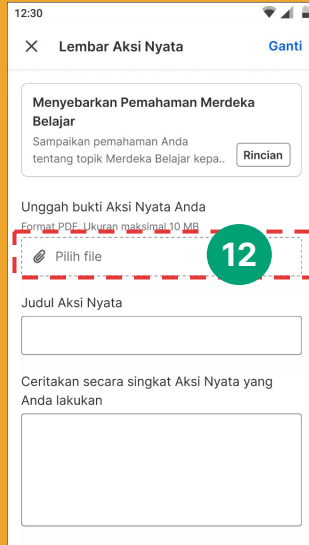 12:30
Lembar Aksi Nyata
Ganti
Menyebarkan Pemahaman Merdeka
Belajar
Sampaikan pemahaman Anda
tentang topik Merdeka Belajar kepa..
Rincian
Unggah bukti Aksi Nyata Anda
Format PDF. Ukuran maksimal 10 MB
Pilih file
12
Judul Aksi Nyata
Ceritakan secara singkat Aksi Nyata yang
Anda lakukan